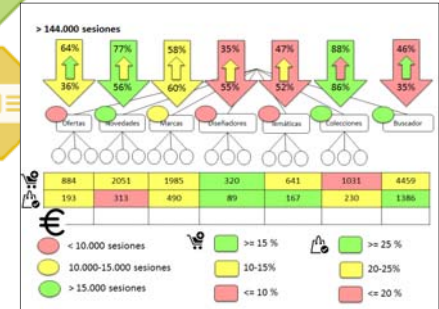 > 144.000 sesiones
64% 77% 58% 35% 47% 88% 46%
36% 56% 60% 55% 52% 86% 35%
Ofertas Novedades Marcas Diseñadores Temáticas Colecciones Buscador
884 2051 1985 320 641 1031 4459
193 313 490 89 167 230 1386
€
< 10.000 sesiones >= 15 % >= 25 %
10.000-15.000 sesiones 10-15% 20-25%
> 15.000 sesiones <= 10 % <= 20 %